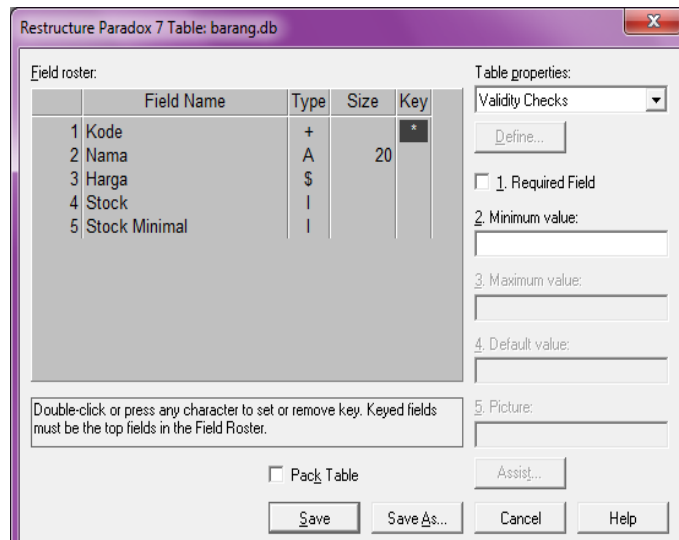 Restructure Paradox 7 Table: barang.db
x
Field roster:
Field Name Type Size Key
1 Kode + *
2 Nama A 20
3 Harga $
4 Stock I
5 Stock Minimal I
Double-click or press any character to set or remove key. Keyed fields
must be the top fields in the Field Roster.
Pack Table
Table properties:
Validity Checks
Define...
1. Required Field
2. Minimum value:
3. Maximum value:
4. Default value:
5. Picture:
Assist...
Save Save As... Cancel Help